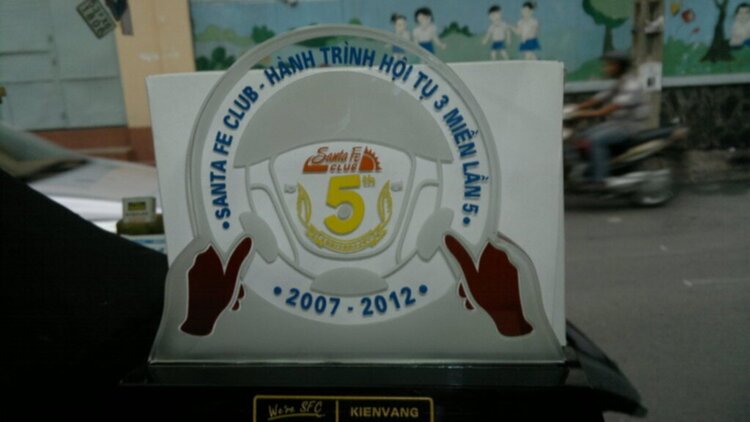 • SANTA FE CLUB - HÀNH TRÌNH HỘI TỤ 3 MIỀN LẦN 5 •
SANTA FE
CLUB
5th
• 2007 - 2012 •
We're SFC
KIENVANG